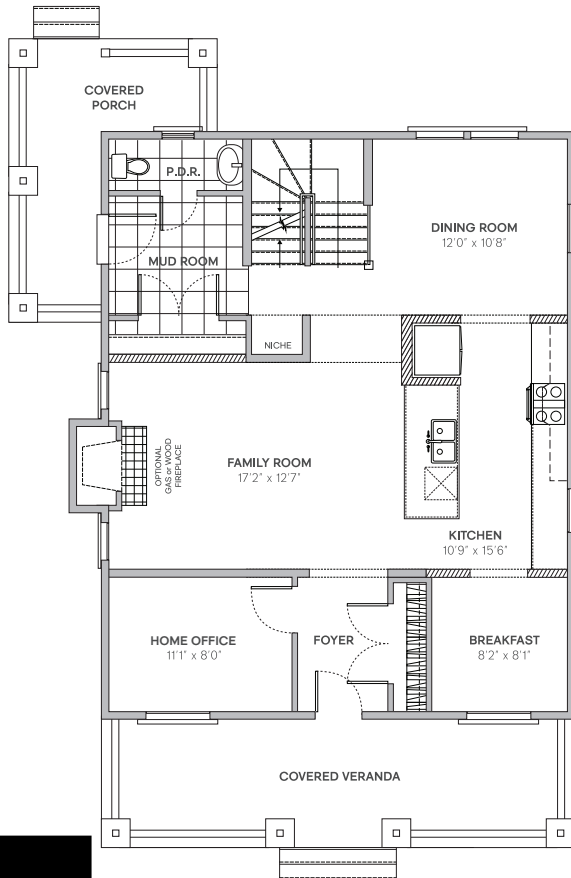 COVERED
PORCH
P.D.R.
MUD ROOM
DINING ROOM
12'0" x 10'8"
NICHE
OPTIONAL
GAS or WOOD
FIREPLACE
FAMILY ROOM
17'2" x 12'7"
KITCHEN
10'9" x 15'6"
HOME OFFICE
11'1" x 8'0"
FOYER
BREAKFAST
8'2" x 8'1"
COVERED VERANDA